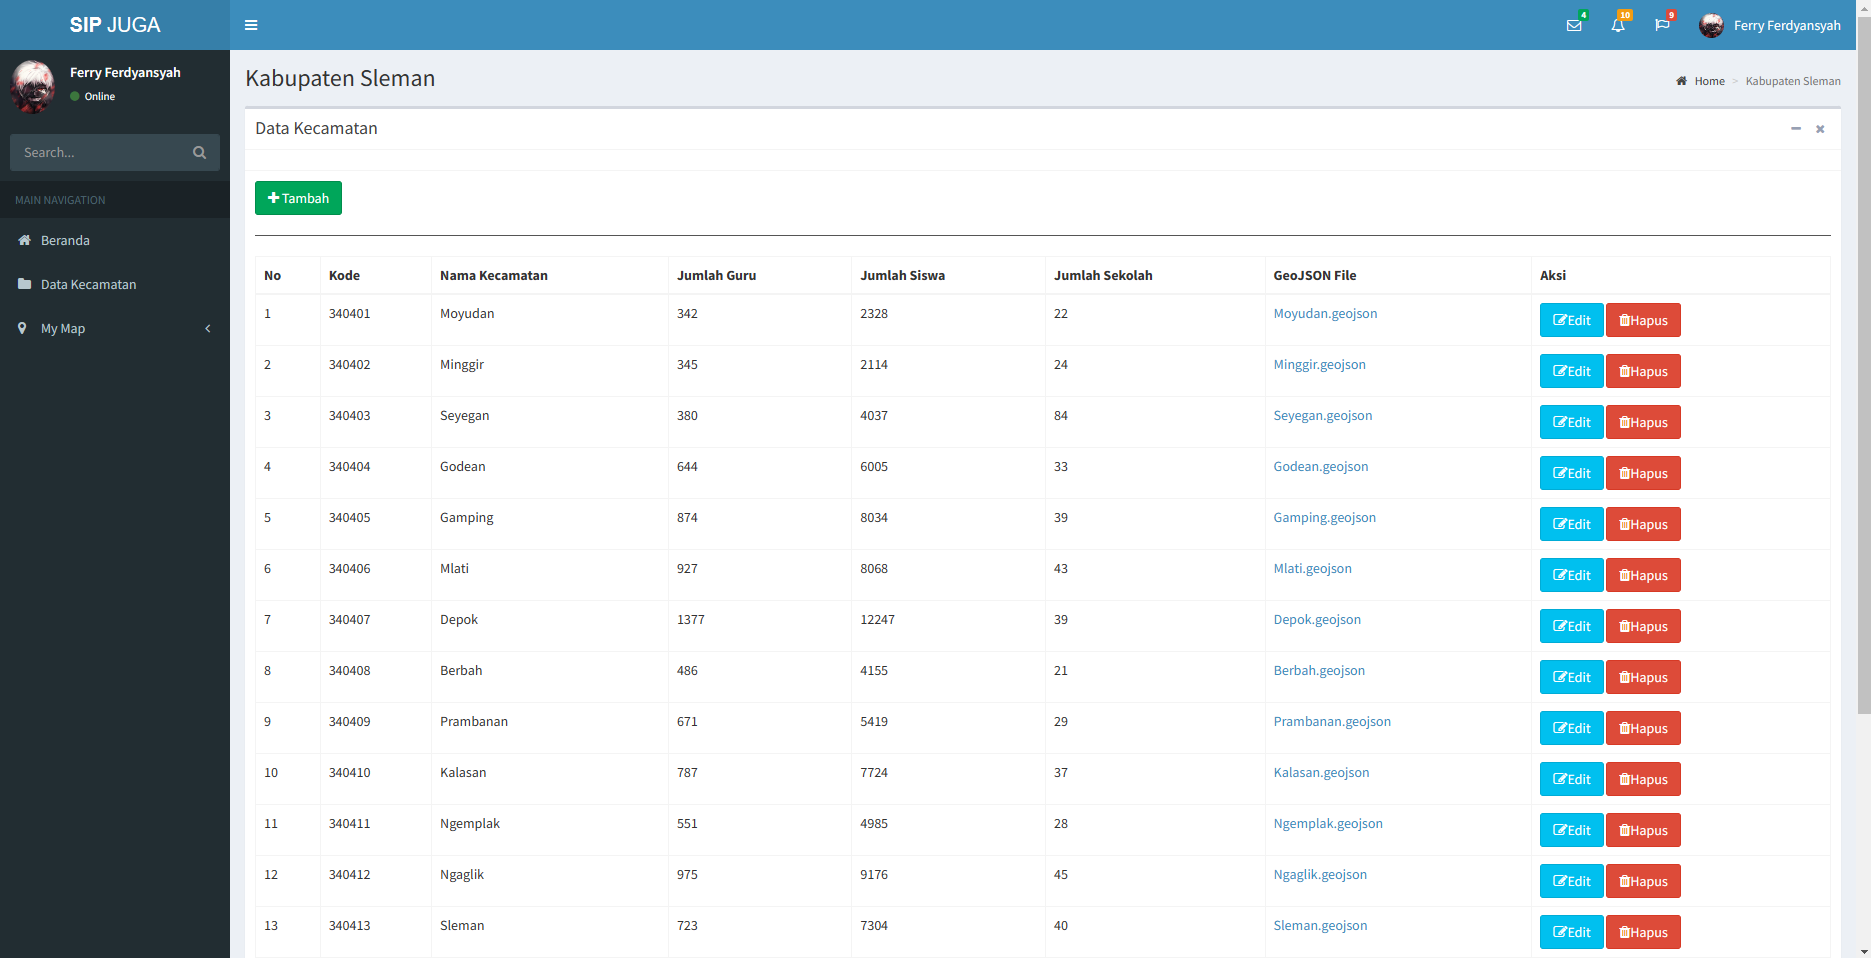 SIP JUGA
4
10
9
Ferry Ferdyansyah
Ferry Ferdyansyah
Online
Search...
MAIN NAVIGATION
Beranda
Data Kecamatan
My Map
Kabupaten Sleman
Home > Kabupaten Sleman
Data Kecamatan
Tambah
No Kode Nama Kecamatan Jumlah Guru Jumlah Siswa Jumlah Sekolah GeoJSON File Aksi
1 340401 Moyudan 342 2328 22 Moyudan.geojson Edit Hapus
2 340402 Minggir 345 2114 24 Minggir.geojson Edit Hapus
3 340403 Seyegan 380 4037 84 Seyegan.geojson Edit Hapus
4 340404 Godean 644 6005 33 Godean.geojson Edit Hapus
5 340405 Gamping 874 8034 39 Gamping.geojson Edit Hapus
6 340406 Mlati 927 8068 43 Mlati.geojson Edit Hapus
7 340407 Depok 1377 12247 39 Depok.geojson Edit Hapus
8 340408 Berbah 486 4155 21 Berbah.geojson Edit Hapus
9 340409 Prambanan 671 5419 29 Prambanan.geojson Edit Hapus
10 340410 Kalasan 787 7724 37 Kalasan.geojson Edit Hapus
11 340411 Ngemplak 551 4985 28 Ngemplak.geojson Edit Hapus
12 340412 Ngaglik 975 9176 45 Ngaglik.geojson Edit Hapus
13 340413 Sleman 723 7304 40 Sleman.geojson Edit Hapus